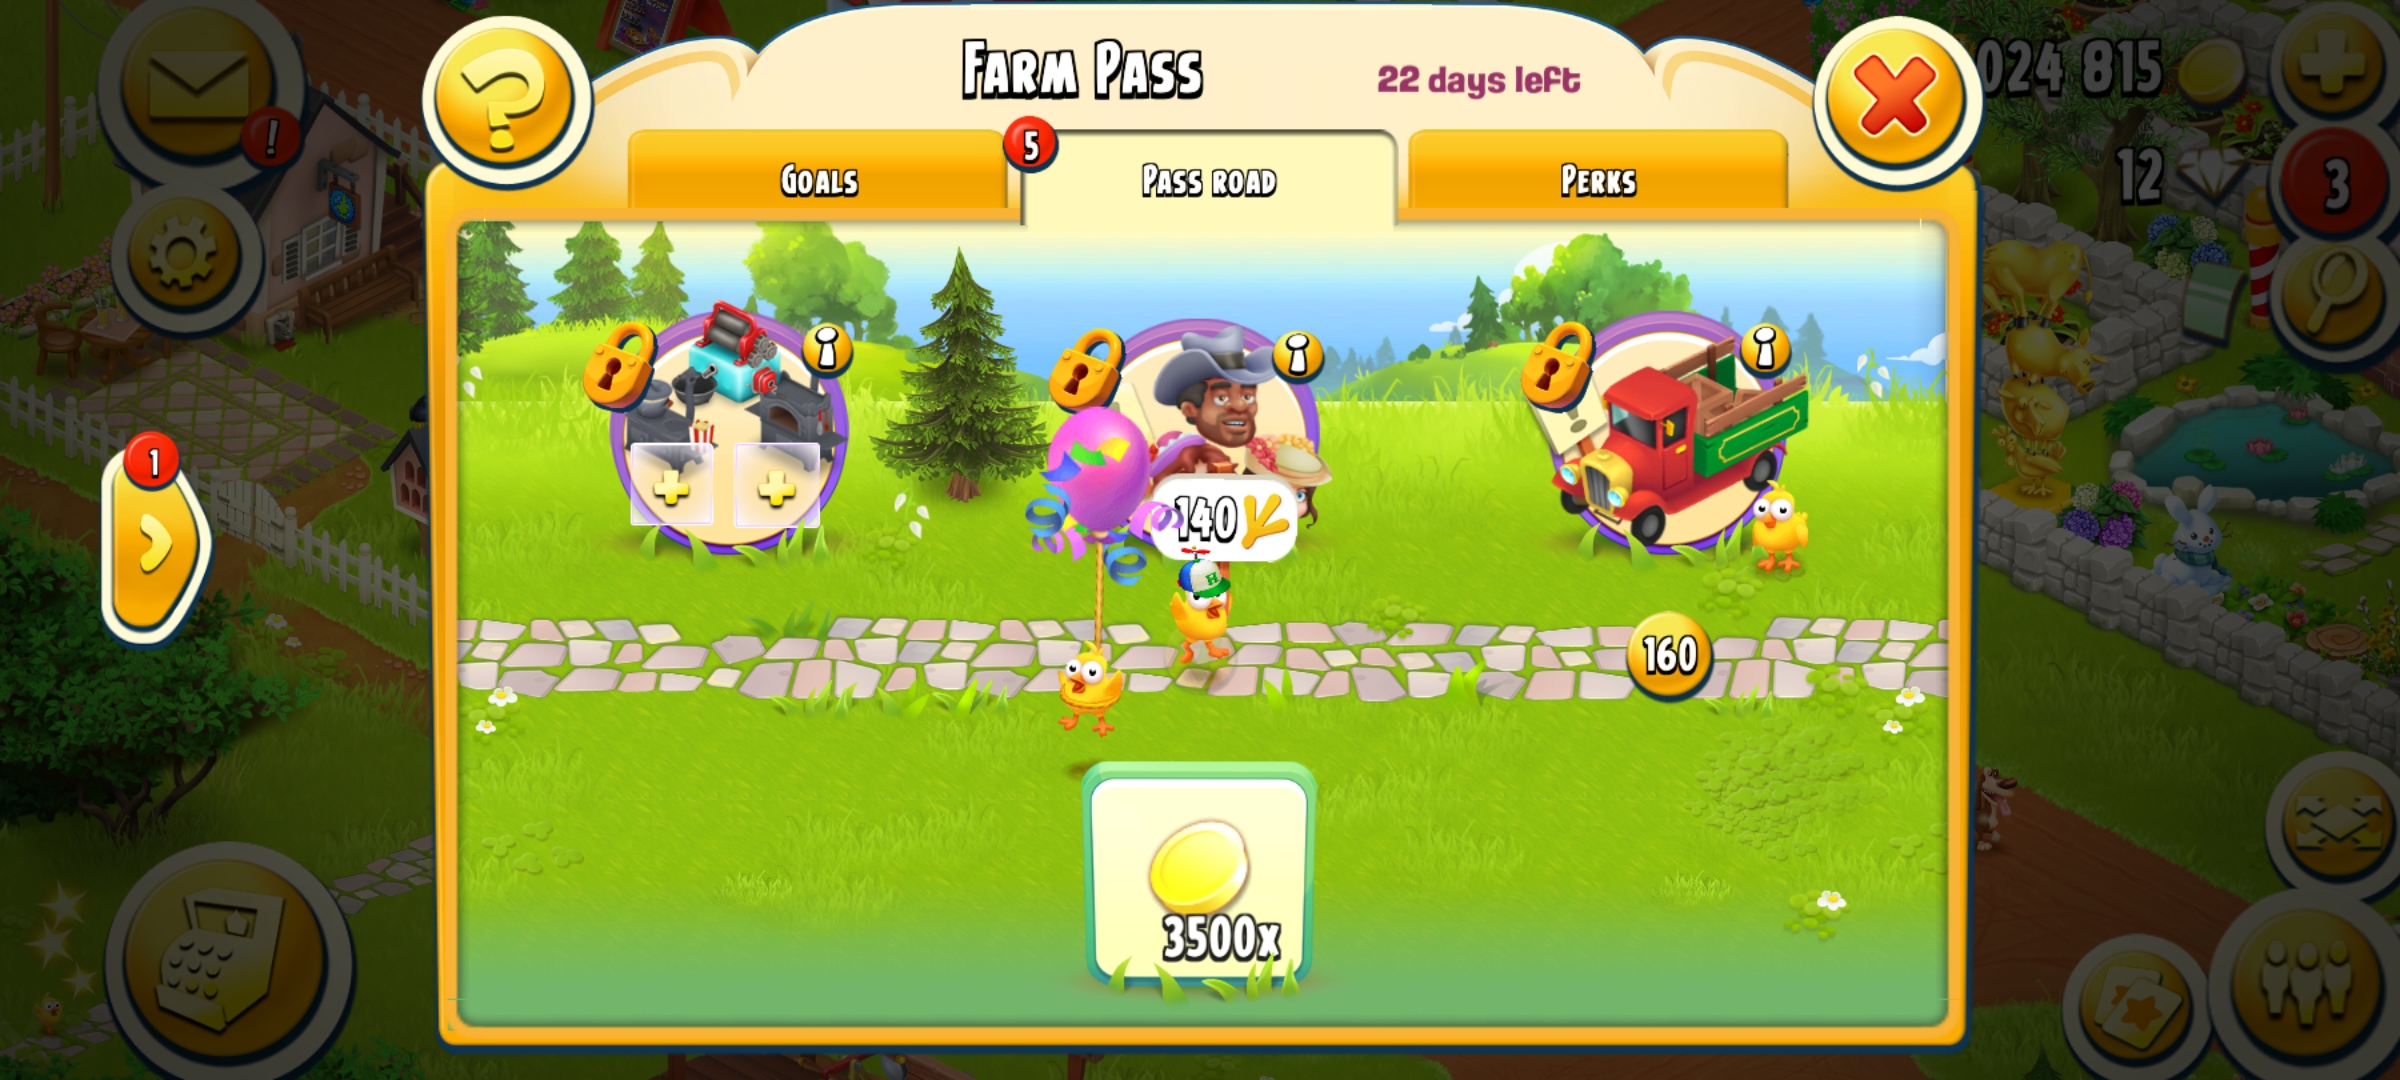 FARM PASS
22 days left
024 815
12
3
!
1
GOALS
5
PASS ROAD
PERKS
140
H
160
3500x